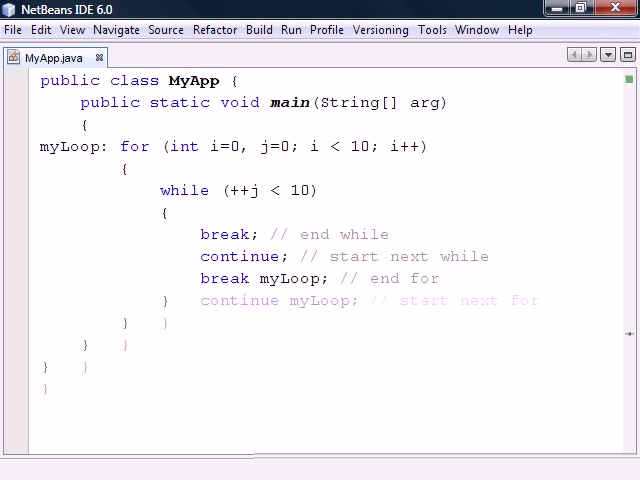 NetBeans IDE 6.0
File Edit View Navigate Source Refactor Build Run Profile Versioning Tools Window Help
MyApp.java
public class MyApp {
public static void main(String[] arg)
{
myLoop: for (int i=0, j=0; i < 10; i++)
{
while (++j < 10)
{
break; // end while
continue; // start next while
break myLoop; // end for
} continue myLoop; // start next for
} }
} }
} }
}